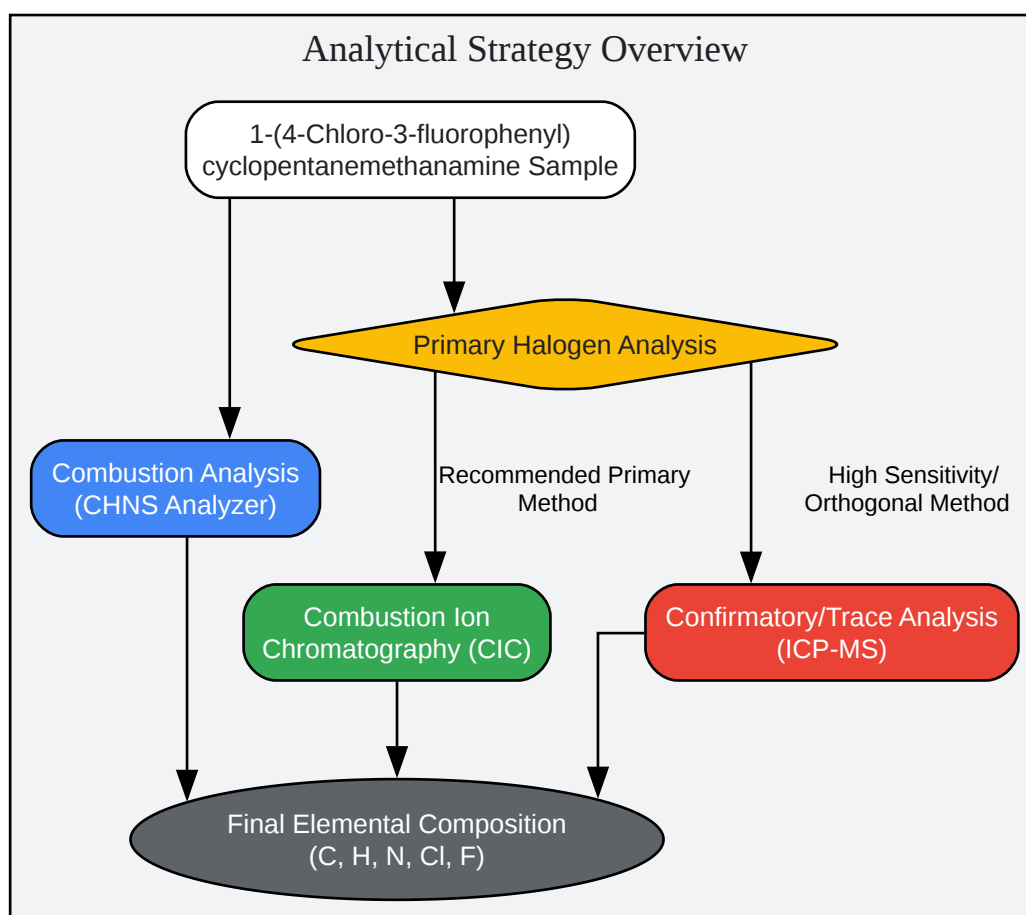 Analytical Strategy Overview
1-(4-Chloro-3-fluorophenyl)
cyclopentanemethanamine Sample
Primary Halogen Analysis
Combustion Analysis
(CHNS Analyzer)
Recommended Primary
Method
High Sensitivity/
Orthogonal Method
Combustion Ion
Chromatography (CIC)
Confirmatory/Trace Analysis
(ICP-MS)
Final Elemental Composition
(C, H, N, Cl, F)